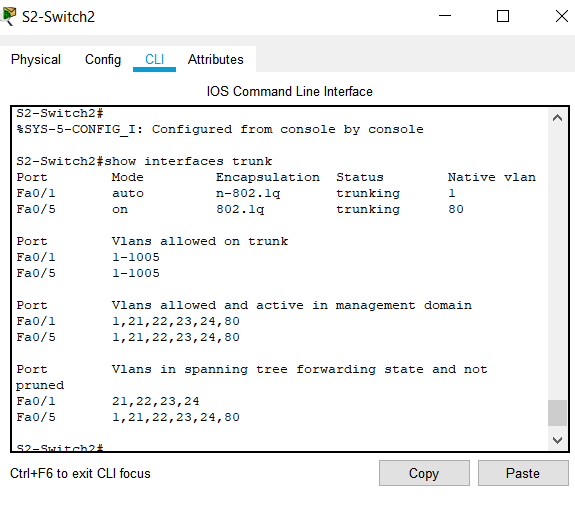 S2-Switch2
Physical Config CLI Attributes
IOS Command Line Interface
S2-Switch2#
%SYS-5-CONFIG_I: Configured from console by console
S2-Switch2#show interfaces trunk
Port Mode Encapsulation Status Native vlan
Fa0/1 auto n-802.1q trunking 1
Fa0/5 on 802.1q trunking 80
Port Vlans allowed on trunk
Fa0/1 1-1005
Fa0/5 1-1005
Port Vlans allowed and active in management domain
Fa0/1 1,21,22,23,24,80
Fa0/5 1,21,22,23,24,80
Port Vlans in spanning tree forwarding state and not
pruned
Fa0/1 21,22,23,24
Fa0/5 1,21,22,23,24,80
S2-Switch2#
Ctrl+F6 to exit CLI focus Copy Paste